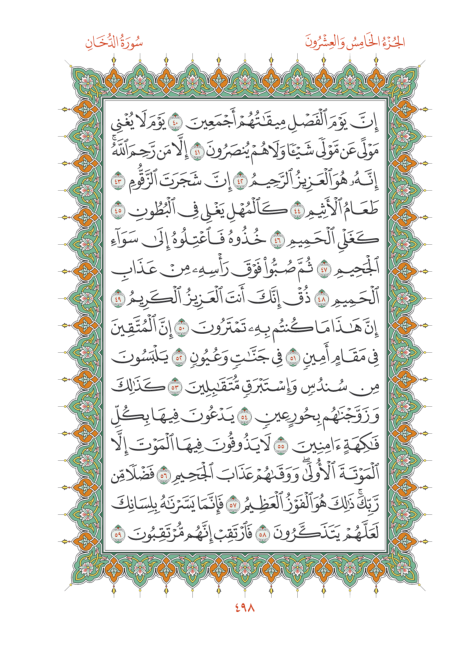 الجُزْءُ الخَامِسُ وَالعِشْرُونَ
سُورَةُ الدُّخَانِ
إِنَّ يَوْمَ ٱلْفَصْلِ مِيقَٰتُهُمْ أَجْمَعِينَ ٤٠ يَوْمَ لَا يُغْنِى
مَوْلًى عَن مَّوْلًى شَيْـًٔا وَلَا هُمْ يُنصَرُونَ ٤١ إِلَّا مَن رَّحِمَ ٱللَّهُۚ
إِنَّهُۥ هُوَ ٱلْعَزِيزُ ٱلرَّحِيمُ ٤٢ إِنَّ شَجَرَتَ ٱلزَّقُّومِ ٤٣
طَعَامُ ٱلْأَثِيمِ ٤٤ كَٱلْمُهْلِ يَغْلِى فِى ٱلْبُطُونِ ٤٥
كَغَلْىِ ٱلْحَمِيمِ ٤٦ خُذُوهُ فَٱعْتِلُوهُ إِلَىٰ سَوَآءِ
ٱلْجَحِيمِ ٤٧ ثُمَّ صُبُّوا۟ فَوْقَ رَأْسِهِۦ مِنْ عَذَابِ
ٱلْحَمِيمِ ٤٨ ذُقْ إِنَّكَ أَنتَ ٱلْعَزِيزُ ٱلْكَرِيمُ ٤٩
إِنَّ هَٰذَا مَا كُنتُم بِهِۦ تَمْتَرُونَ ٥٠ إِنَّ ٱلْمُتَّقِينَ
فِى مَقَامٍ أَمِينٍ ٥١ فِى جَنَّٰتٍ وَعُيُونٍ ٥٢ يَلْبَسُونَ
مِن سُندُسٍ وَإِسْتَبْرَقٍ مُّتَقَٰبِلِينَ ٥٣ كَذَٰلِكَ
وَزَوَّجْنَٰهُم بِحُورٍ عِينٍ ٥٤ يَدْعُونَ فِيهَا بِكُلِّ
فَٰكِهَةٍ ءَامِنِينَ ٥٥ لَا يَذُوقُونَ فِيهَا ٱلْمَوْتَ إِلَّا
ٱلْمَوْتَةَ ٱلْأُولَىٰۖ وَوَقَىٰهُمْ عَذَابَ ٱلْجَحِيمِ ٥٦ فَضْلًا مِّن
رَّبِّكَۚ ذَٰلِكَ هُوَ ٱلْفَوْزُ ٱلْعَظِيمُ ٥٧ فَإِنَّمَا يَسَّرْنَٰهُ بِلِسَانِكَ
لَعَلَّهُمْ يَتَذَكَّرُونَ ٥٨ فَٱرْتَقِبْ إِنَّهُم مُّرْتَقِبُونَ ٥٩
٤٩٨